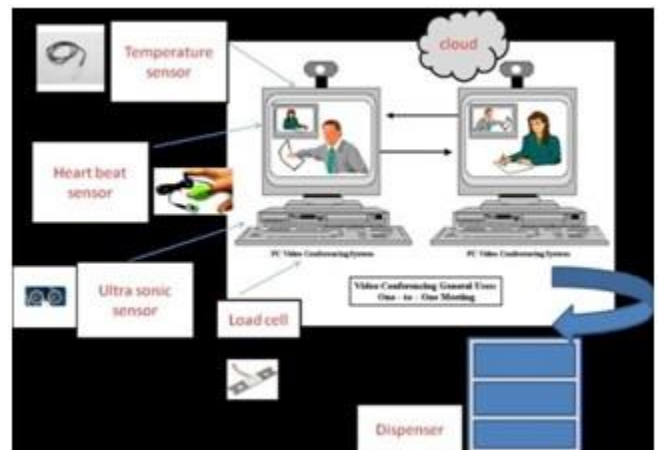 cloud
Temperature
sensor
Heart beat
sensor
PC Video Conferencing System
PC Video Conferencing System
Ultra sonic
sensor
Video Conferencing General Uses:
One - to - One Meeting
Load cell
Dispenser